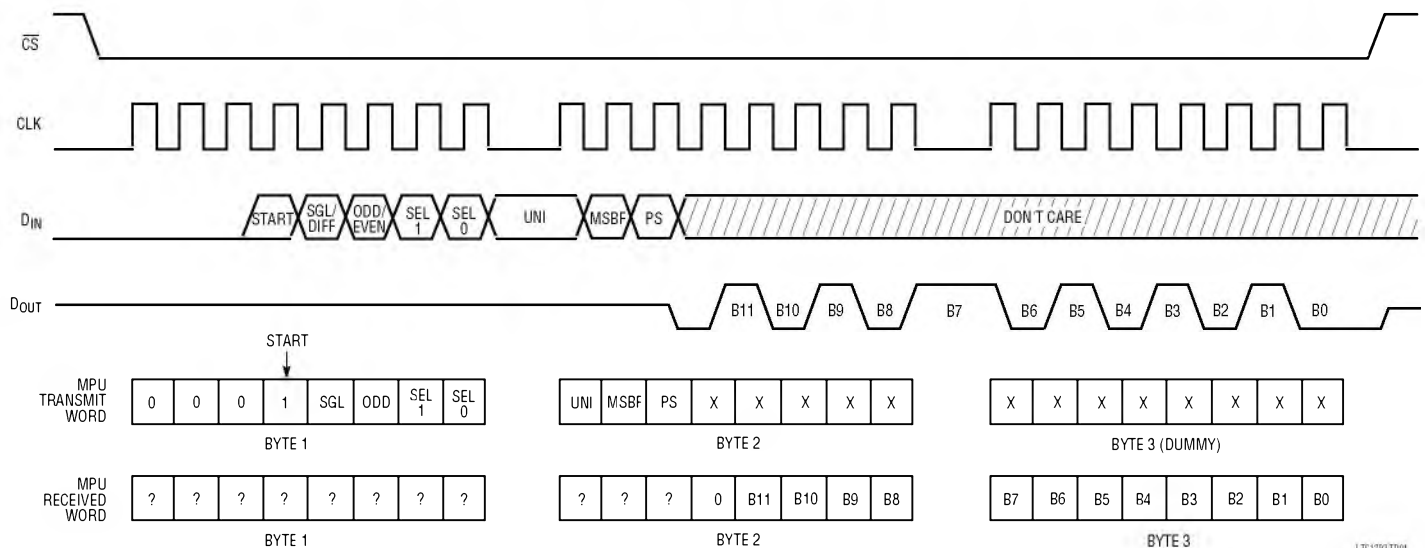 CS
CLK
DIN
START SGL/DIFF ODD/EVEN SEL 1 SEL 0 UNI MSBF PS DON'T CARE
DOUT
B11 B10 B9 B8 B7 B6 B5 B4 B3 B2 B1 B0
START
MPU TRANSMIT WORD
0 0 0 1 SGL ODD SEL 1 SEL 0
UNI MSBF PS X X X X X
X X X X X X X X
BYTE 1
BYTE 2
BYTE 3 (DUMMY)
MPU RECEIVED WORD
? ? ? ? ? ? ? ?
? ? ? 0 B11 B10 B9 B8
B7 B6 B5 B4 B3 B2 B1 B0
BYTE 1
BYTE 2
BYTE 3